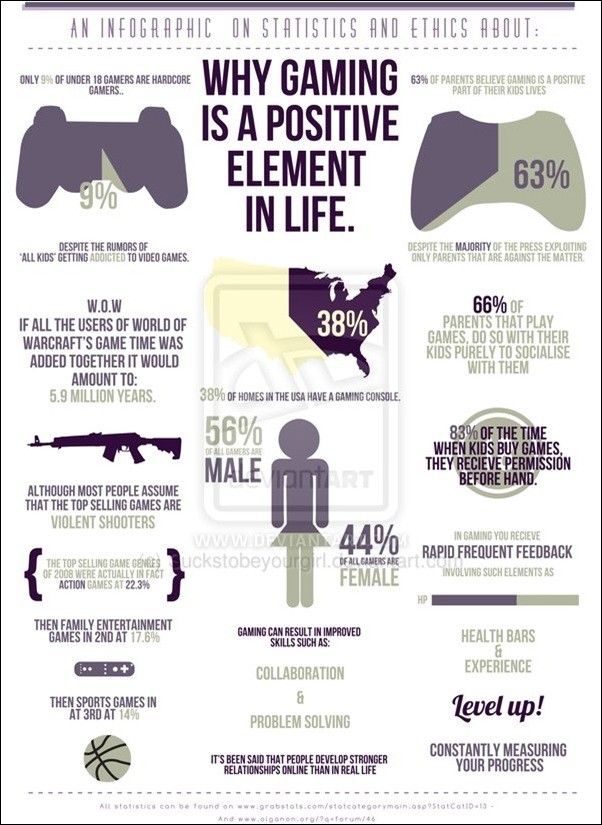 AN INFOGRAPHIC ON STATISTICS AND ETHICS ABOUT:
WHY GAMING
IS A POSITIVE
ELEMENT
IN LIFE.
ONLY 9% OF UNDER 18 GAMERS ARE HARDCORE
GAMERS..
9%
DESPITE THE RUMORS OF
'ALL KIDS' GETTING ADDICTED TO VIDEO GAMES.
W.O.W
IF ALL THE USERS OF WORLD OF
WARCRAFT'S GAME TIME WAS
ADDED TOGETHER IT WOULD
AMOUNT TO:
5.9 MILLION YEARS.
ALTHOUGH MOST PEOPLE ASSUME
THAT THE TOP SELLING GAMES ARE
VIOLENT SHOOTERS
{ THE TOP SELLING GAME GENRES
OF 2008 WERE ACTUALLY IN FACT
ACTION GAMES AT 22.3% }
THEN FAMILY ENTERTAINMENT
GAMES IN 2ND AT 17.6%
THEN SPORTS GAMES IN
AT 3RD AT 14%
38%
38% OF HOMES IN THE USA HAVE A GAMING CONSOLE.
56%
OF ALL GAMERS ARE
MALE
44%
OF ALL GAMERS ARE
FEMALE
deviantART
WWW.DEVIANTART.COM
(c) suckstobeyourgirl.deviantart.com
GAMING CAN RESULT IN IMPROVED
SKILLS SUCH AS:
COLLABORATION
&
PROBLEM SOLVING
IT'S BEEN SAID THAT PEOPLE DEVELOP STRONGER
RELATIONSHIPS ONLINE THAN IN REAL LIFE
63% OF PARENTS BELIEVE GAMING IS A POSITIVE
PART OF THEIR KIDS LIVES
63%
DESPITE THE MAJORITY OF THE PRESS EXPLOITING
ONLY PARENTS THAT ARE AGAINST THE MATTER.
66% OF
PARENTS THAT PLAY
GAMES, DO SO WITH THEIR
KIDS PURELY TO SOCIALISE
WITH THEM
83% OF THE TIME
WHEN KIDS BUY GAMES,
THEY RECIEVE PERMISSION
BEFORE HAND.
IN GAMING YOU RECIEVE
RAPID FREQUENT FEEDBACK
INVOLVING SUCH ELEMENTS AS
HP
HEALTH BARS
&
EXPERIENCE
Level up!
CONSTANTLY MEASURING
YOUR PROGRESS
All statistics can be found on www.grabstats.com/statcategorymain.asp?StatCatID=13 -
And www.olganon.org/?q=forum/46